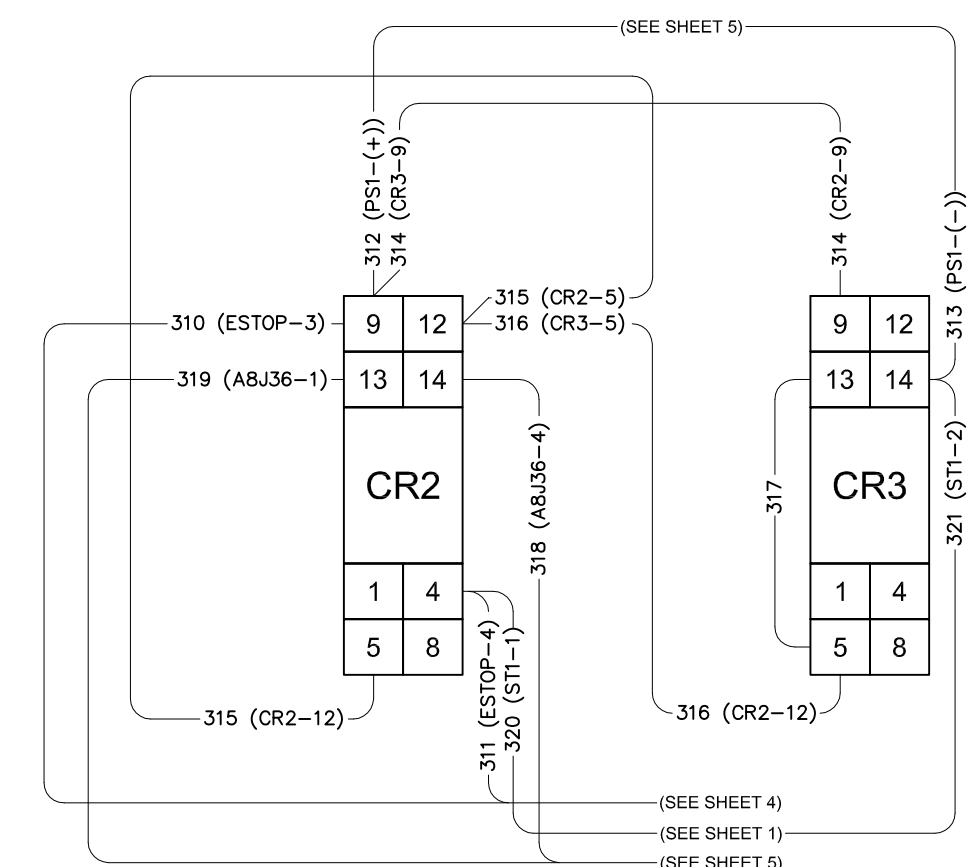 (SEE SHEET 5)
312 (PS1-(+))
314 (CR3-9)
314 (CR2-9)
313 (PS1-(-))
315 (CR2-5)
310 (ESTOP-3)
9 12
316 (CR3-5)
9 12
319 (A8J36-1)
13 14
13 14
318 (A8J36-4)
321 (ST1-2)
CR2
317
CR3
1 4
1 4
5 8
5 8
311 (ESTOP-4)
320 (ST1-1)
315 (CR2-12)
316 (CR2-12)
(SEE SHEET 4)
(SEE SHEET 1)
(SEE SHEET 5)